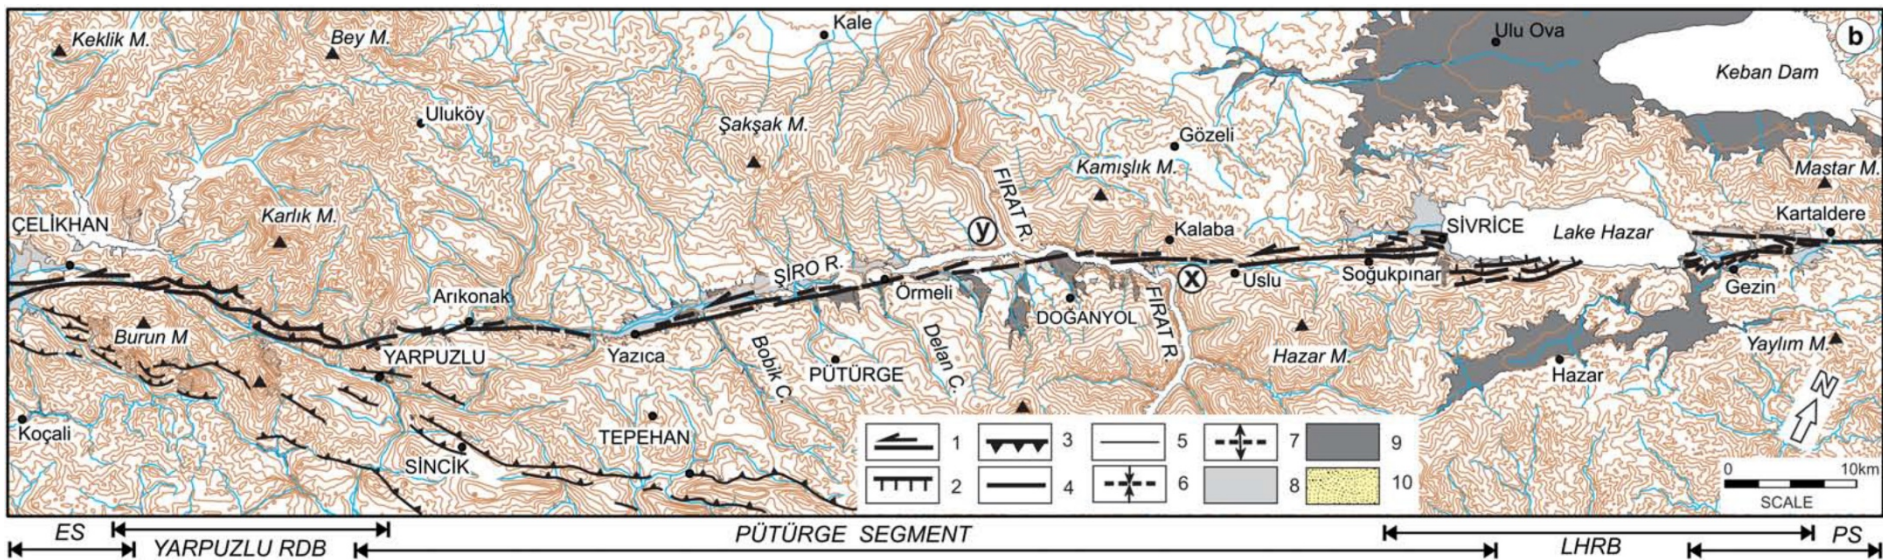 Keklik M.
Bey M.
Kale
Ulu Ova
b
Keban Dam
Uluköy
Şakşak M.
Gözeli
Kamışlık M.
Mastar M.
FIRAT R.
Karlık M.
ÇELİKHAN
y
Kalaba
SİVRİCE
Lake Hazar
Kartaldere
ŞİRO R.
x
Uslu
Soğukpınar
Arıkonak
Örmeli
DOĞANYOL
FIRAT R.
Gezin
Burun M
YARPUZLU
Yazıca
Bobik C.
PÜTÜRGE
Delan C.
Hazar M.
Hazar
Yaylım M.
N
Koçali
TEPEHAN
SİNCİK
1
3
5
7
9
2
4
6
8
10
0 10km
SCALE
ES
PÜTÜRGE SEGMENT
PS
YARPUZLU RDB
LHRB